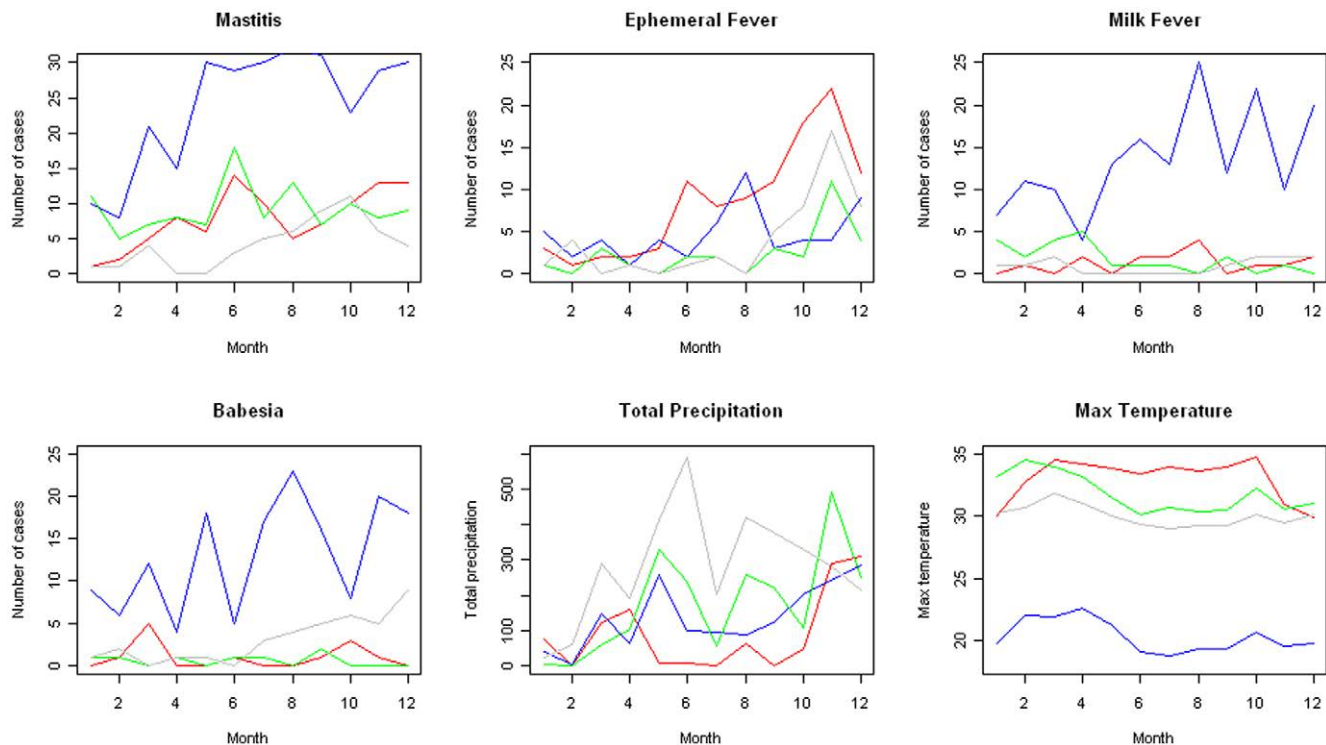 Mastitis
Number of cases
0 5 10 15 20 25 30
2 4 6 8 10 12
Month
Ephemeral Fever
Number of cases
0 5 10 15 20 25
2 4 6 8 10 12
Month
Milk Fever
Number of cases
0 5 10 15 20 25
2 4 6 8 10 12
Month
Babesia
Number of cases
0 5 10 15 20 25
2 4 6 8 10 12
Month
Total Precipitation
Total precipitation
0 100 300 500
2 4 6 8 10 12
Month
Max Temperature
Max temperature
20 25 30 35
2 4 6 8 10 12
Month